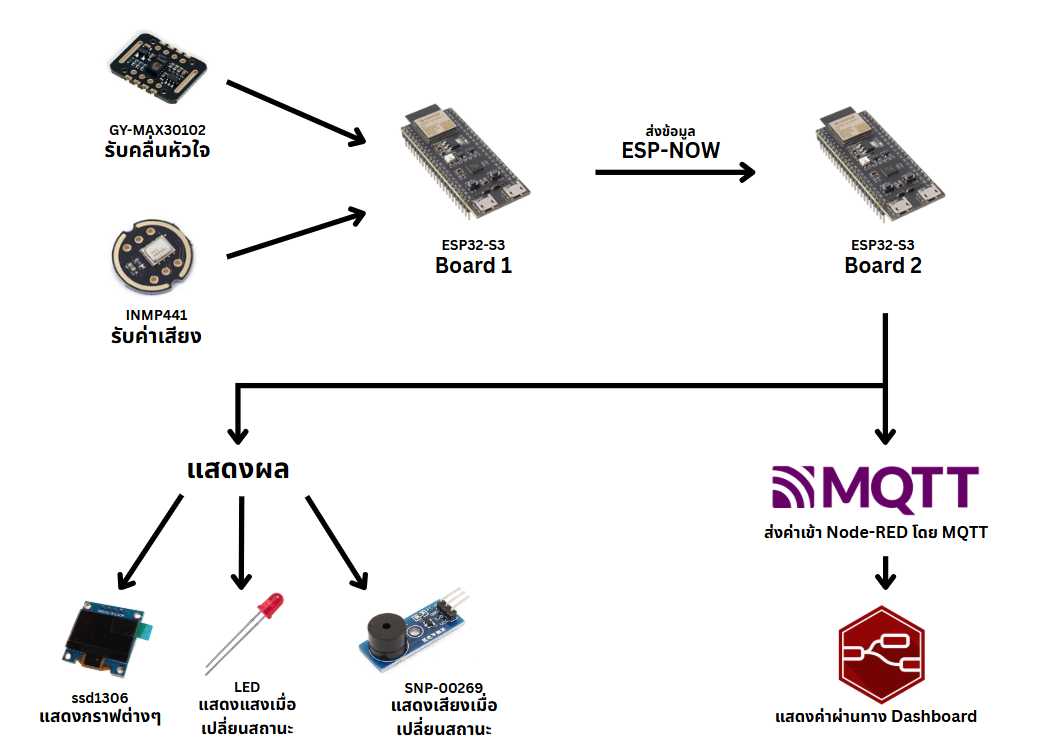 GY-MAX30102
รับคลื่นหัวใจ
INMP441
รับค่าเสียง
ESP32-S3
Board 1
ส่งข้อมูล
ESP-NOW
ESP32-S3
Board 2
แสดงผล
ssd1306
แสดงกราฟต่างๆ
LED
แสดงแสงเมื่อ
เปลี่ยนสถานะ
SNP-00269
แสดงเสียงเมื่อ
เปลี่ยนสถานะ
MQTT
ส่งค่าเข้า Node-RED โดย MQTT
แสดงค่าผ่านทาง Dashboard